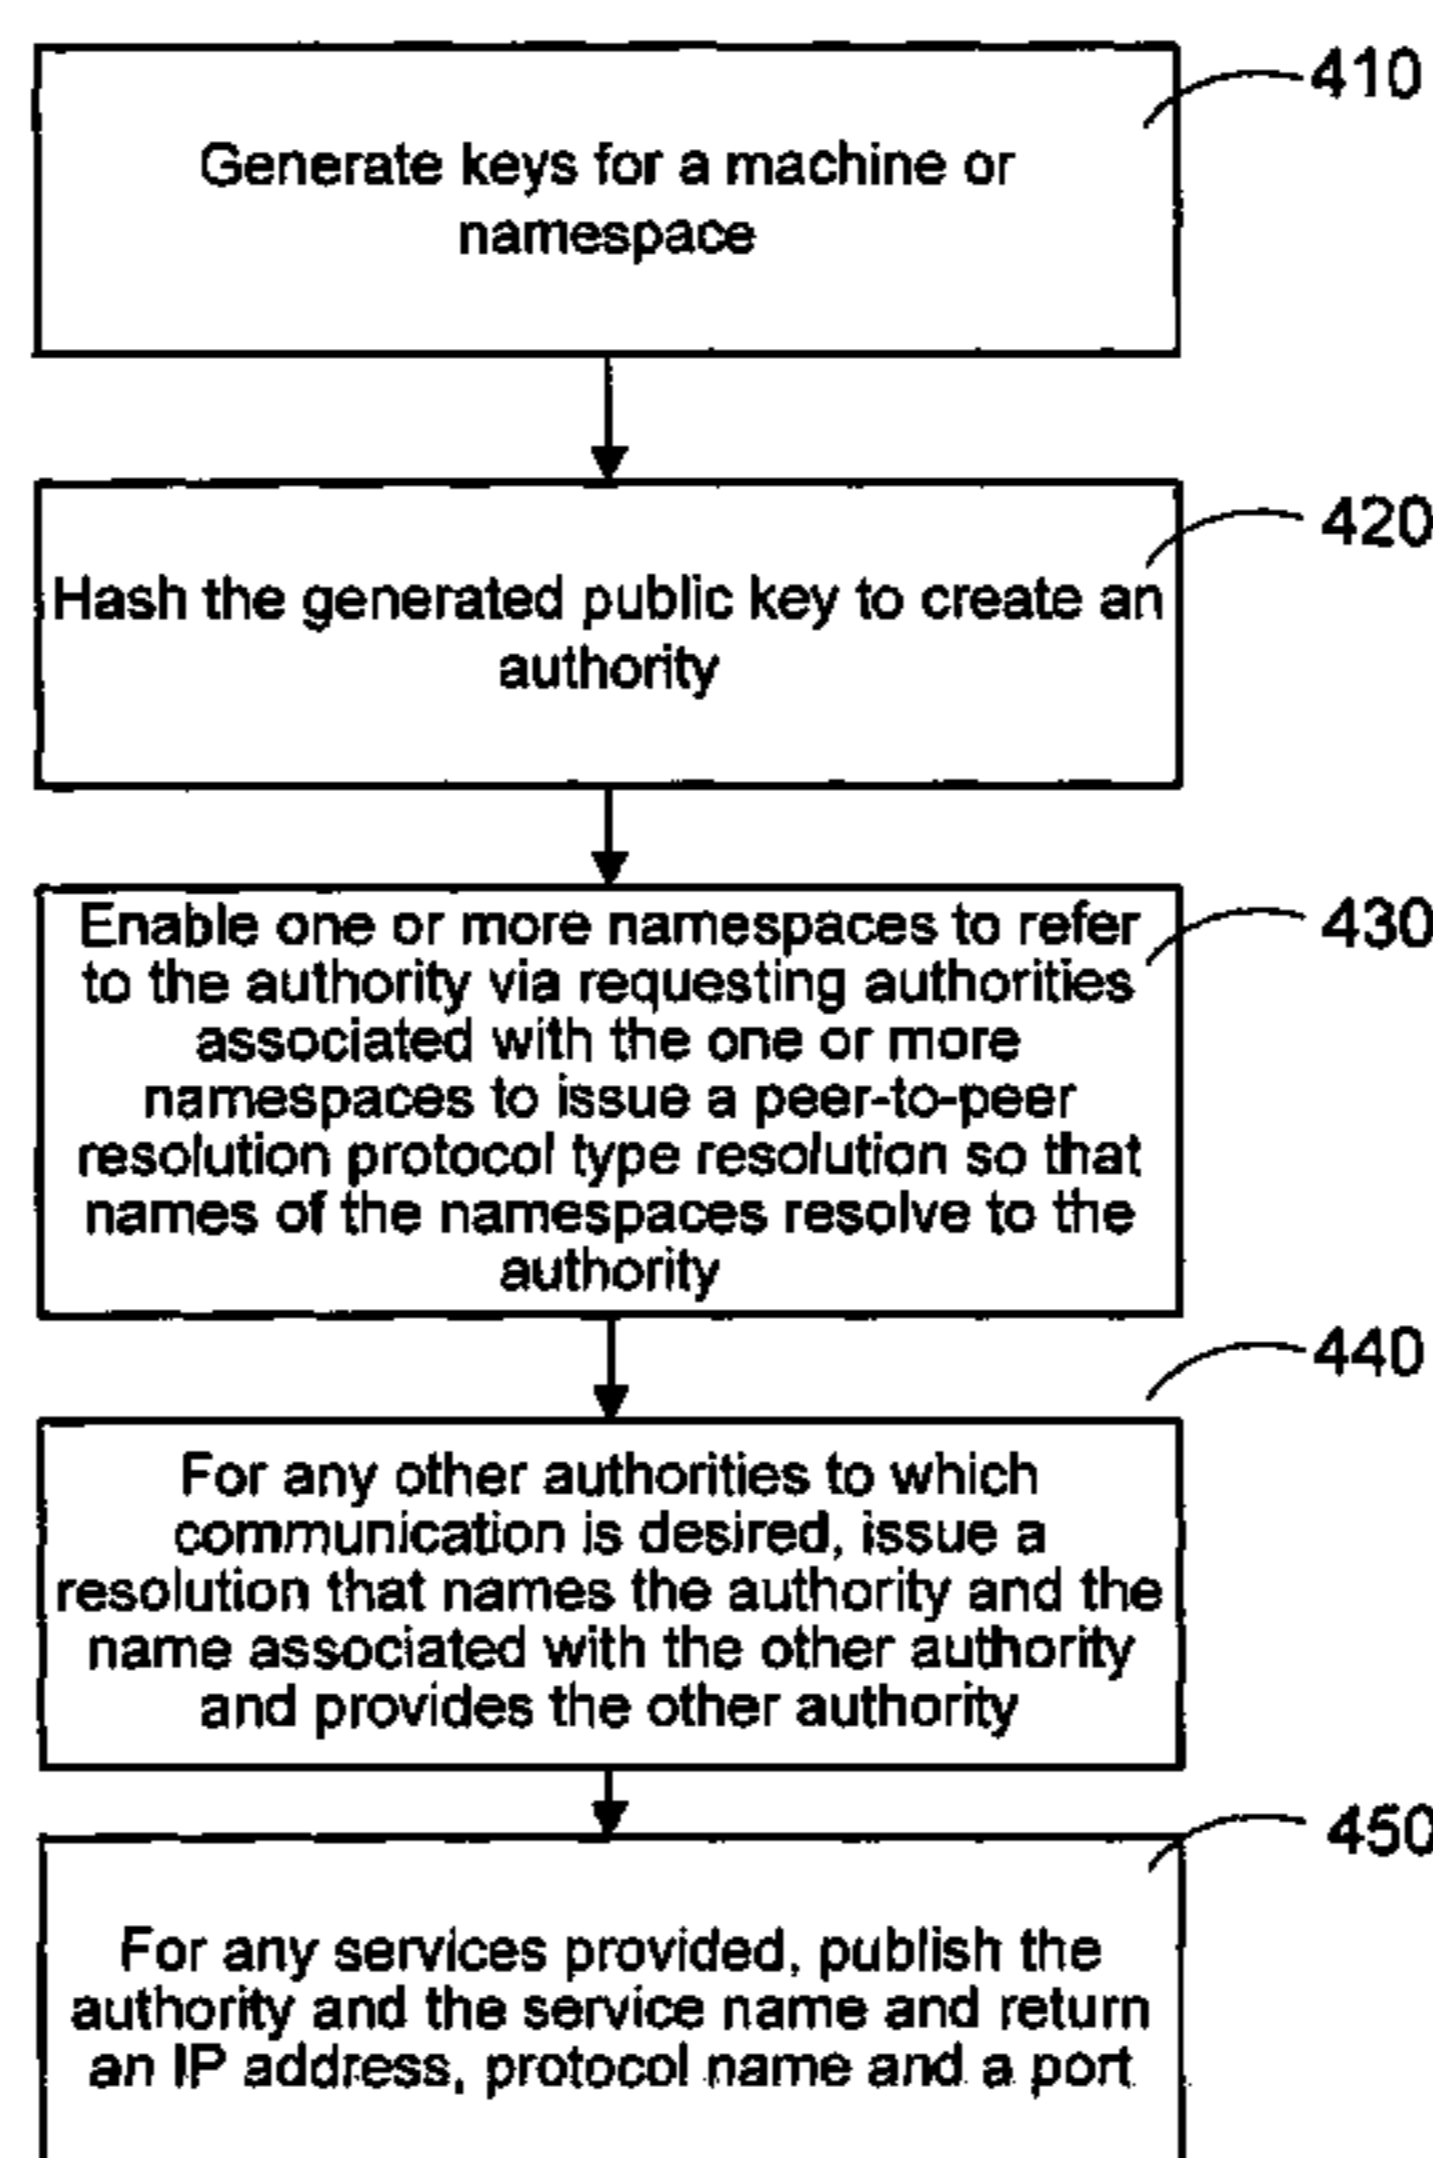 410
Generate keys for a machine or
namespace
420
Hash the generated public key to create an
authority
430
Enable one or more namespaces to refer
to the authority via requesting authorities
associated with the one or more
namespaces to issue a peer-to-peer
resolution protocol type resolution so that
names of the namespaces resolve to the
authority
440
For any other authorities to which
communication is desired, issue a
resolution that names the authority and the
name associated with the other authority
and provides the other authority
450
For any services provided, publish the
authority and the service name and return
an IP address, protocol name and a port